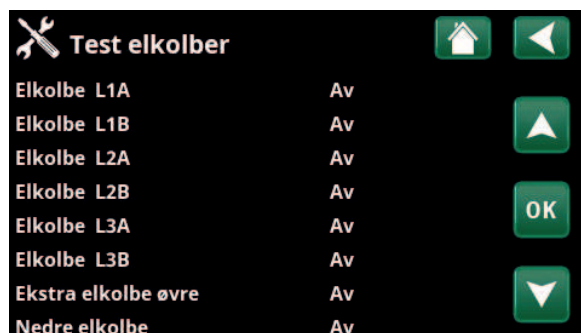 Test elkolber
Elkolbe L1A Av
Elkolbe L1B Av
Elkolbe L2A Av
Elkolbe L2B Av
OK
Elkolbe L3A Av
Elkolbe L3B Av
Ekstra elkolbe øvre Av
Nedre elkolbe Av